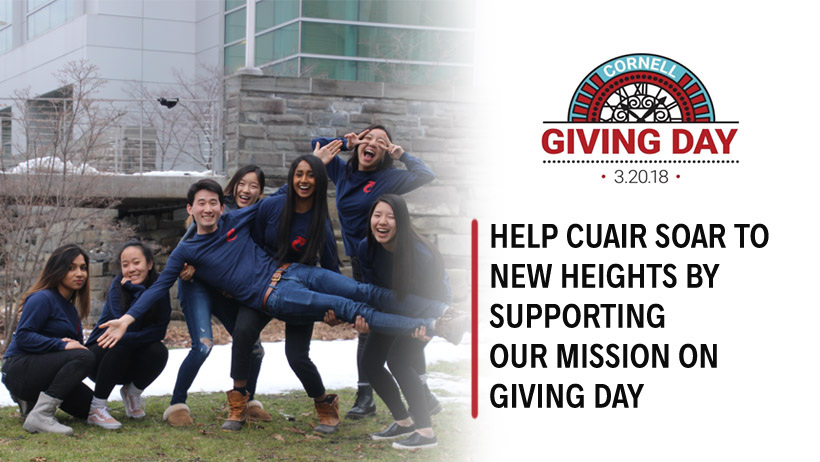 CORNELL
GIVING DAY
• 3.20.18 •
HELP CUAIR SOAR TO
NEW HEIGHTS BY
SUPPORTING
OUR MISSION ON
GIVING DAY